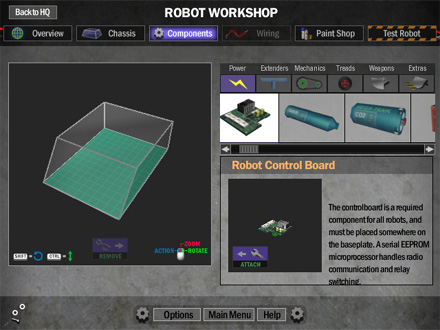 Back to HQ
ROBOT WORKSHOP
Overview
Chassis
Components
Wiring
Paint Shop
Test Robot
Power
Extenders
Mechanics
Treads
Weapons
Extras
CO2
Robot Control Board
The controlboard is a required
component for all robots, and
must be placed somewhere on
the baseplate. A serial EEPROM
microprocessor handles radio
communication and relay
switching.
ATTACH
REMOVE
ZOOM
ACTION
ROTATE
SHIFT
CTRL
Options
Main Menu
Help